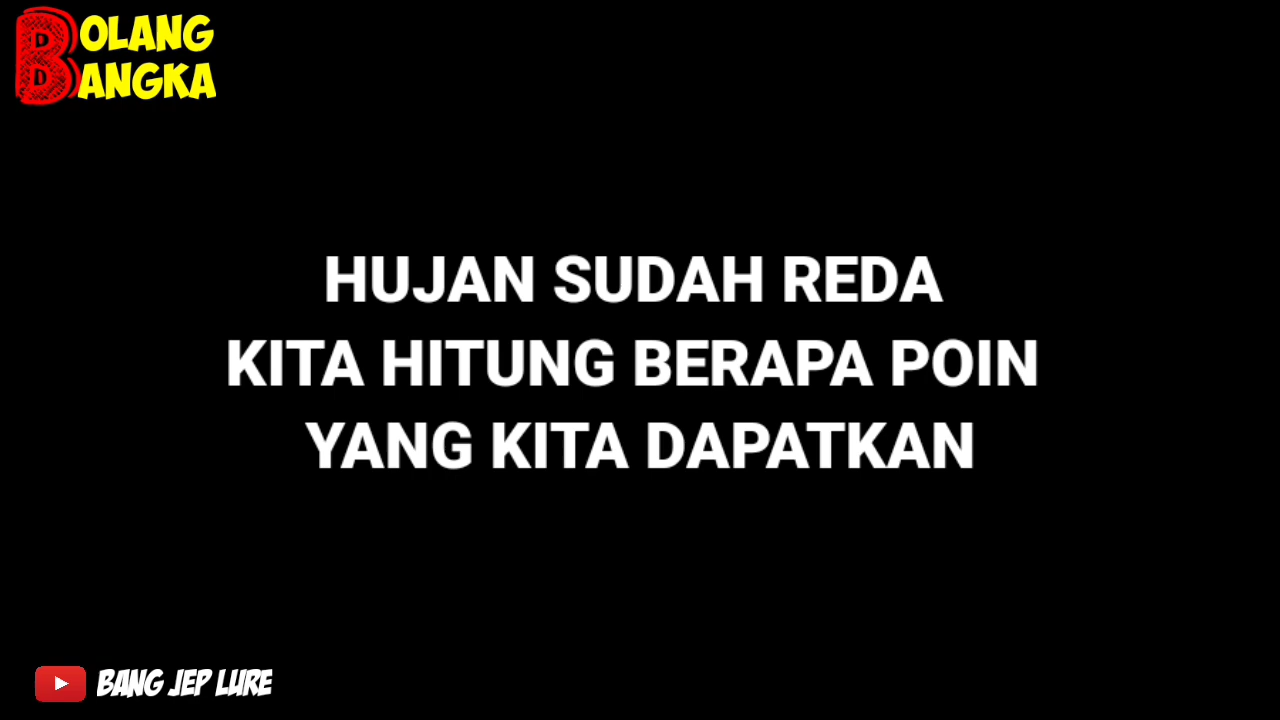 BOLANG
BANGKA
HUJAN SUDAH REDA
KITA HITUNG BERAPA POIN
YANG KITA DAPATKAN
BANG JEP LURE